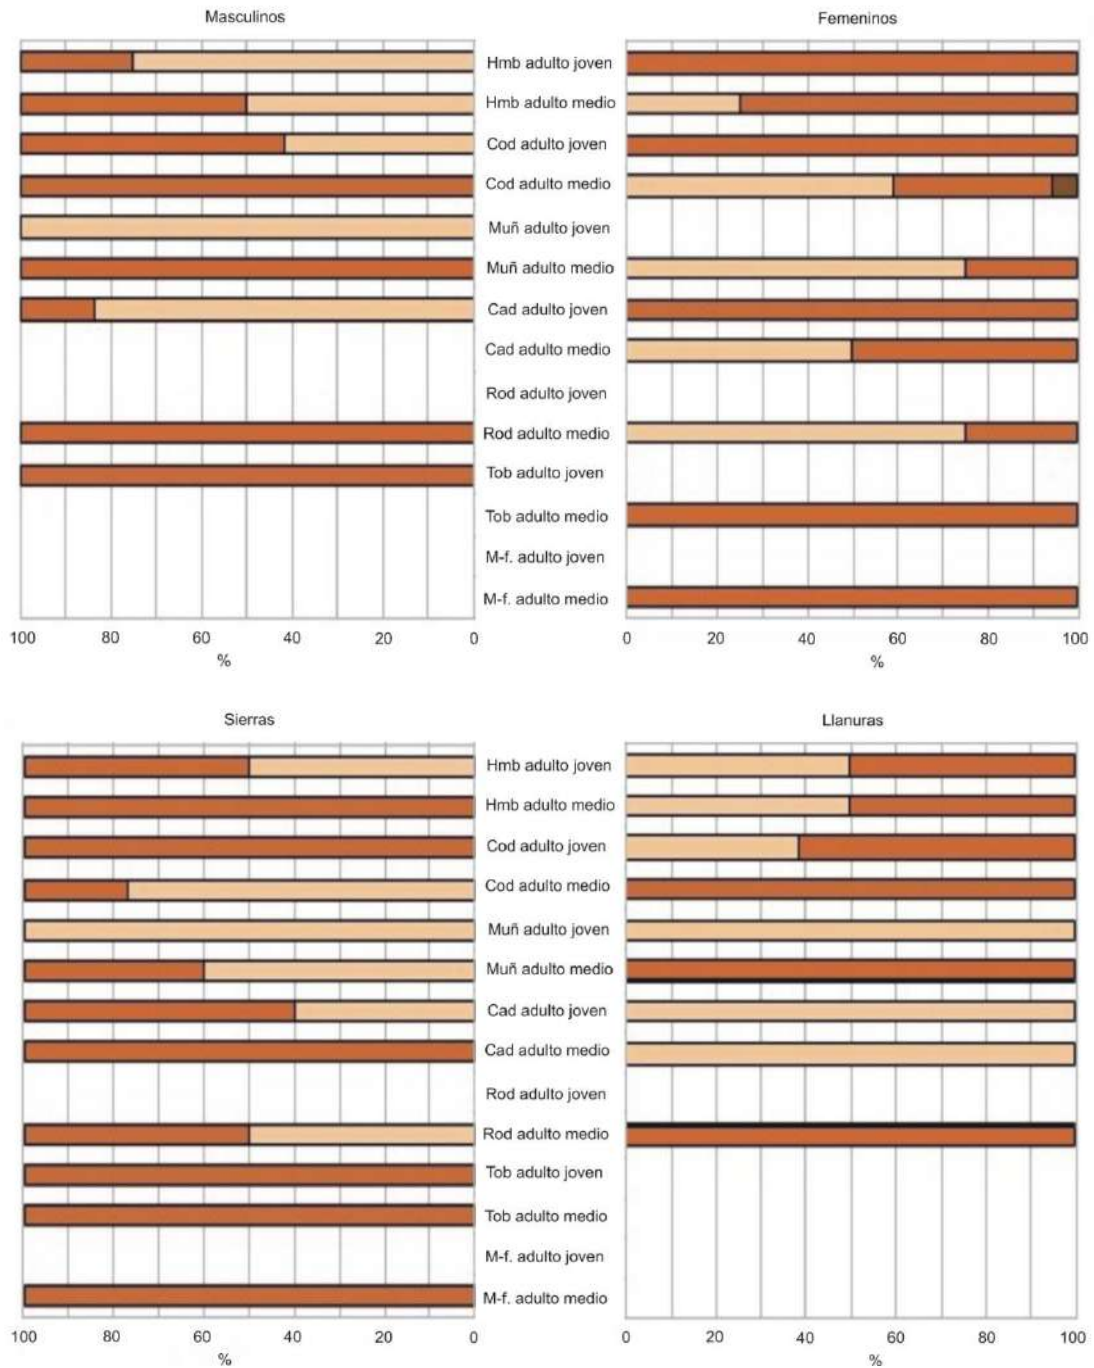 Masculinos
Femeninos
Hmb adulto joven
Hmb adulto medio
Cod adulto joven
Cod adulto medio
Muñ adulto joven
Muñ adulto medio
Cad adulto joven
Cad adulto medio
Rod adulto joven
Rod adulto medio
Tob adulto joven
Tob adulto medio
M-f. adulto joven
M-f. adulto medio
100 80 60 40 20 0
%
0 20 40 60 80 100
%
Sierras
Llanuras
Hmb adulto joven
Hmb adulto medio
Cod adulto joven
Cod adulto medio
Muñ adulto joven
Muñ adulto medio
Cad adulto joven
Cad adulto medio
Rod adulto joven
Rod adulto medio
Tob adulto joven
Tob adulto medio
M-f. adulto joven
M-f. adulto medio
100 80 60 40 20 0
%
0 20 40 60 80 100
%